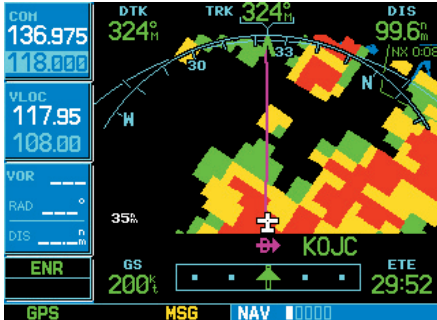 COM
136.975
118.000
VLOC
117.95
108.00
VOR
RAD °
DIS nm
ENR
DTK
324°M
TRK 324°M
DIS
99.6nm
NX 0:08
30
33
N
W
35nm
D KOJC
GS
200kt
ETE
29:52
GPS
MSG
NAV